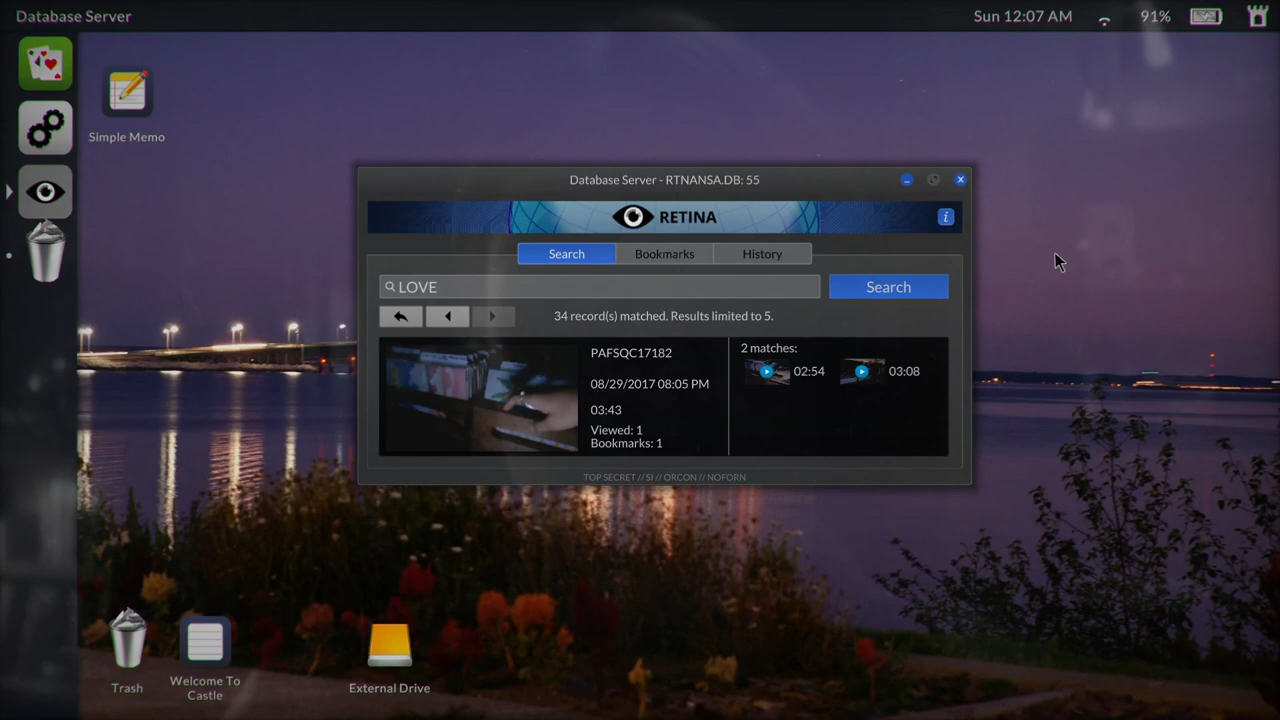 Database Server
Sun 12:07 AM
91%
Simple Memo
Database Server - RTNANSA.DB: 55
RETINA
i
Search
Bookmarks
History
LOVE
Search
34 record(s) matched. Results limited to 5.
PAFSQC17182
08/29/2017 08:05 PM
03:43
Viewed: 1
Bookmarks: 1
2 matches:
02:54
03:08
TOP SECRET // SI // ORCON // NOFORN
Trash
Welcome To
Castle
External Drive